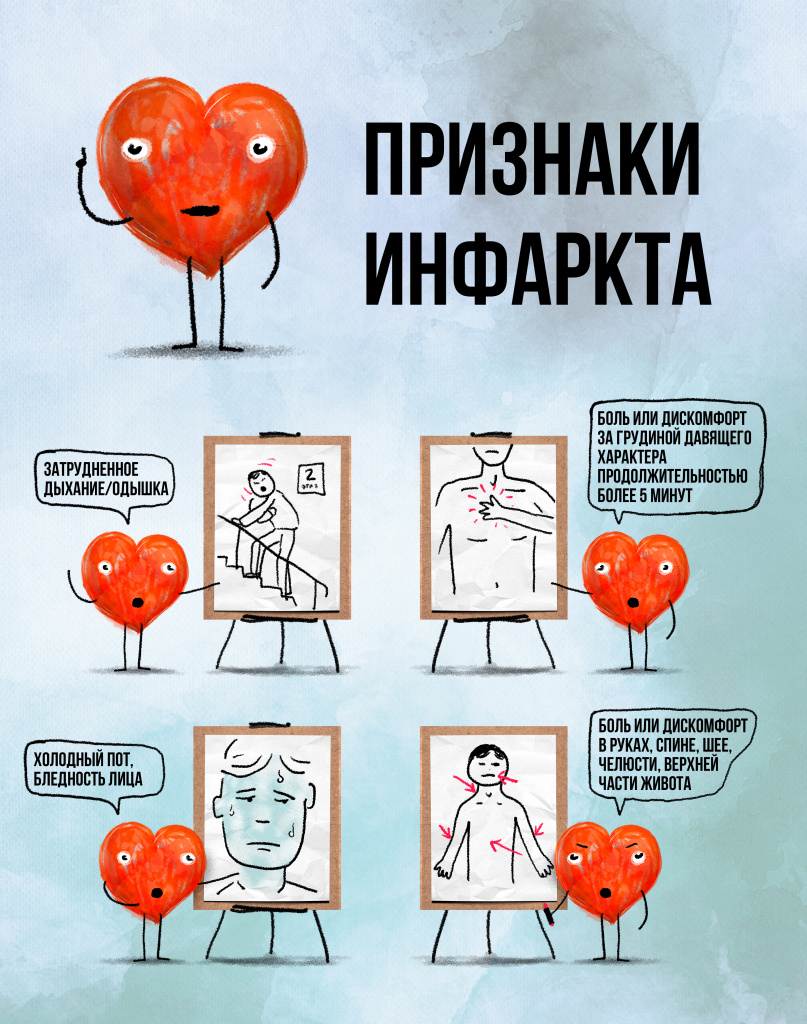 ПРИЗНАКИ
ИНФАРКТА
ЗАТРУДНЕННОЕ
ДЫХАНИЕ/ОДЫШКА
2
ЭТАЖ
БОЛЬ ИЛИ ДИСКОМФОРТ
ЗА ГРУДИНОЙ ДАВЯЩЕГО
ХАРАКТЕРА
ПРОДОЛЖИТЕЛЬНОСТЬЮ
БОЛЕЕ 5 МИНУТ
ХОЛОДНЫЙ ПОТ,
БЛЕДНОСТЬ ЛИЦА
БОЛЬ ИЛИ ДИСКОМФОРТ
В РУКАХ, СПИНЕ, ШЕЕ,
ЧЕЛЮСТИ, ВЕРХНЕЙ
ЧАСТИ ЖИВОТА